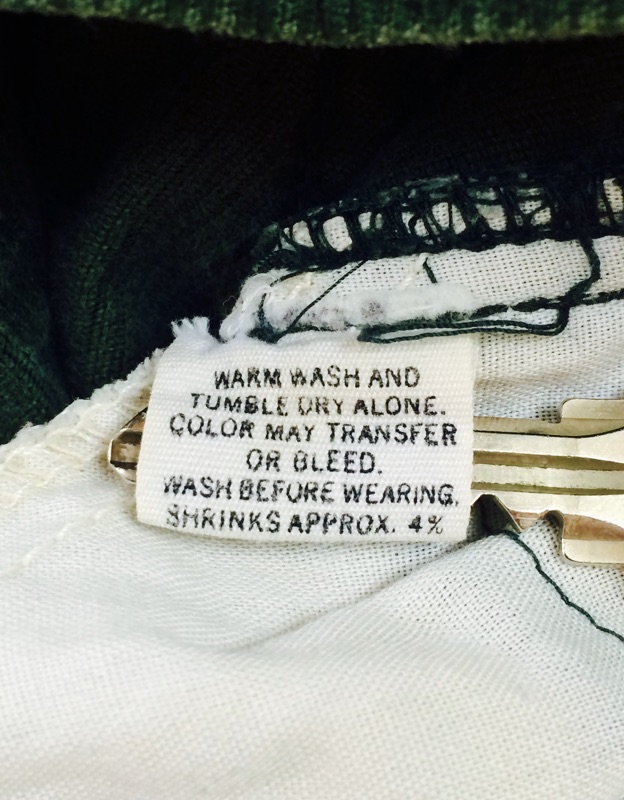 WARM WASH AND
TUMBLE DRY ALONE.
COLOR MAY TRANSFER
OR BLEED.
WASH BEFORE WEARING.
SHRINKS APPROX. 4%